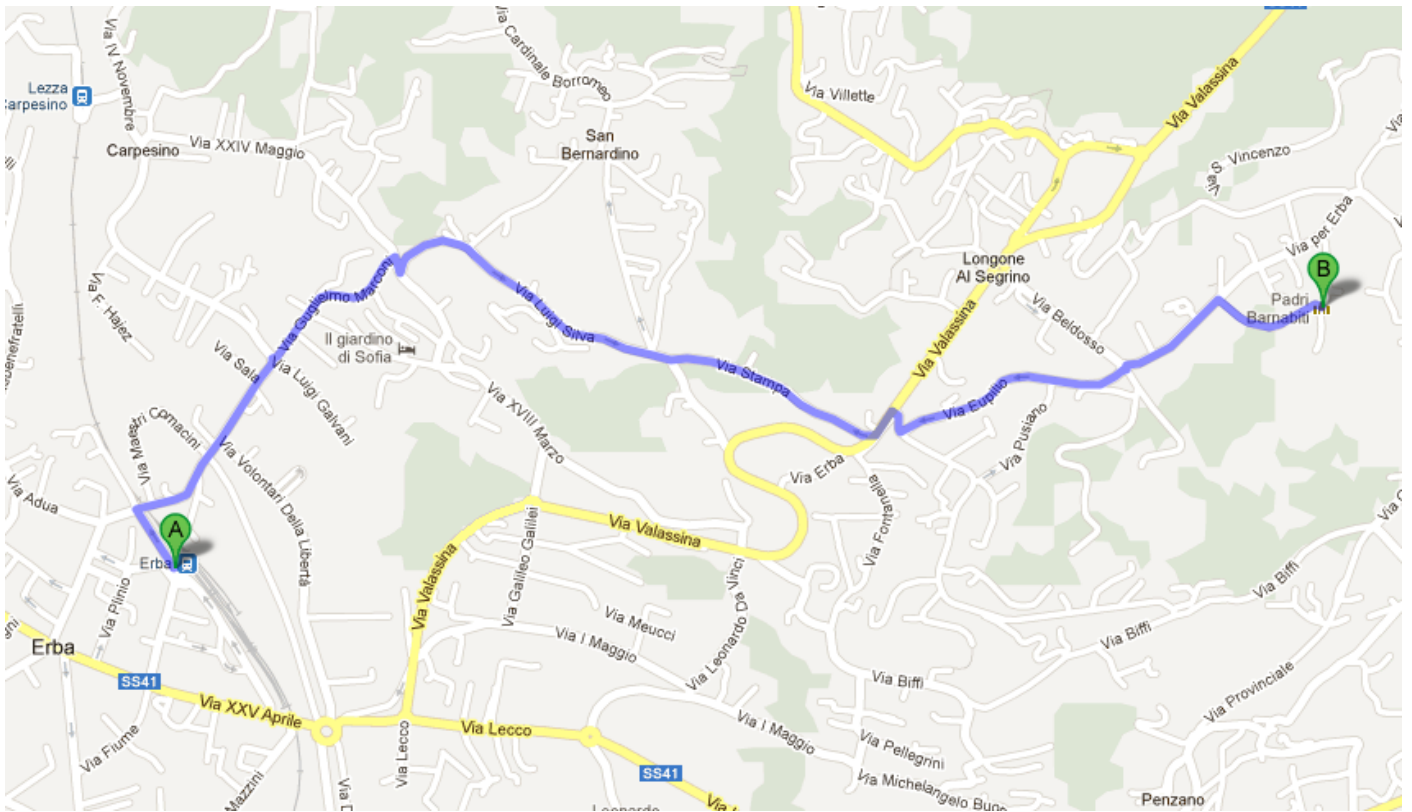 Via Cardinale Borromeo
Via IV Novembre
Lezza
Carpesino
Via Villette
Via Valassina
San
Bernardino
Via XXIV Maggio
Carpesino
Via S. Vincenzo
Via per Erba
Longone
Al Segrino
B
Padri
Barnabiti
Via Guglielmo Marconi
Via F. Hajez
Via Luigi Silva
Via Beldosso
Il giardino
di Sofia
Via Valassina
Via Sala
Via Luigi Galvani
Via Stampa
Via Eupilio
Via XVIII Marzo
Via Pusiano
Via Maestri Comacini
Via Volontari Della Libertà
Via Erba
Via Fontanella
Via Adua
A
Erba
Via Valassina
Via Valassina
Via Galileo Galilei
Via Plinio
Via Leonardo Da Vinci
Via Biffi
Via Meucci
Via I Maggio
Via Biffi
Erba
SS41
Via XXV Aprile
Via Biffi
Via Provinciale
Via Lecco
Via Lecco
Via I Maggio
Via Pellegrini
Via Fiume
SS41
Via Michelangelo Buo
Mazzini
Penzano
Leonardo